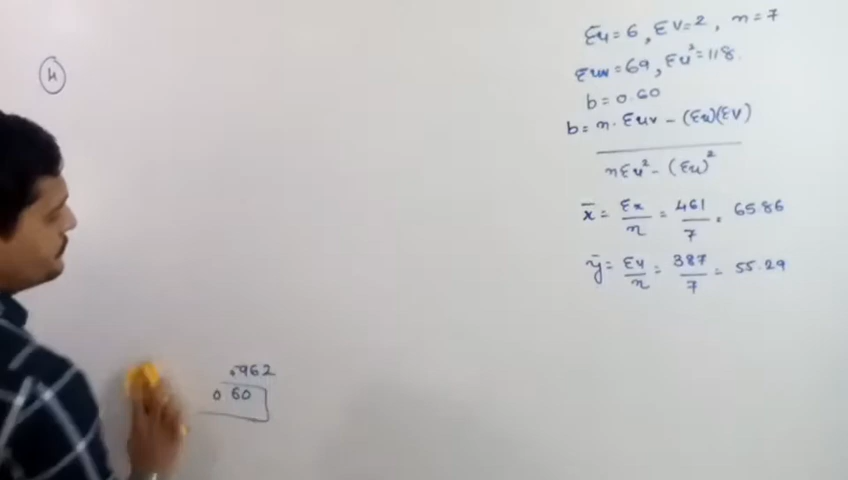 4
Σu = 6, ΣV = 2, n = 7
Σuv = 69, Σu² = 118.
b = 0.60
b = n. Σuv - (Σu)(ΣV)
nΣu² - (Σu)²
x̄ = Σx/n = 461/7 = 65.86
ȳ = Σy/n = 387/7 = 55.29
.962
0 60